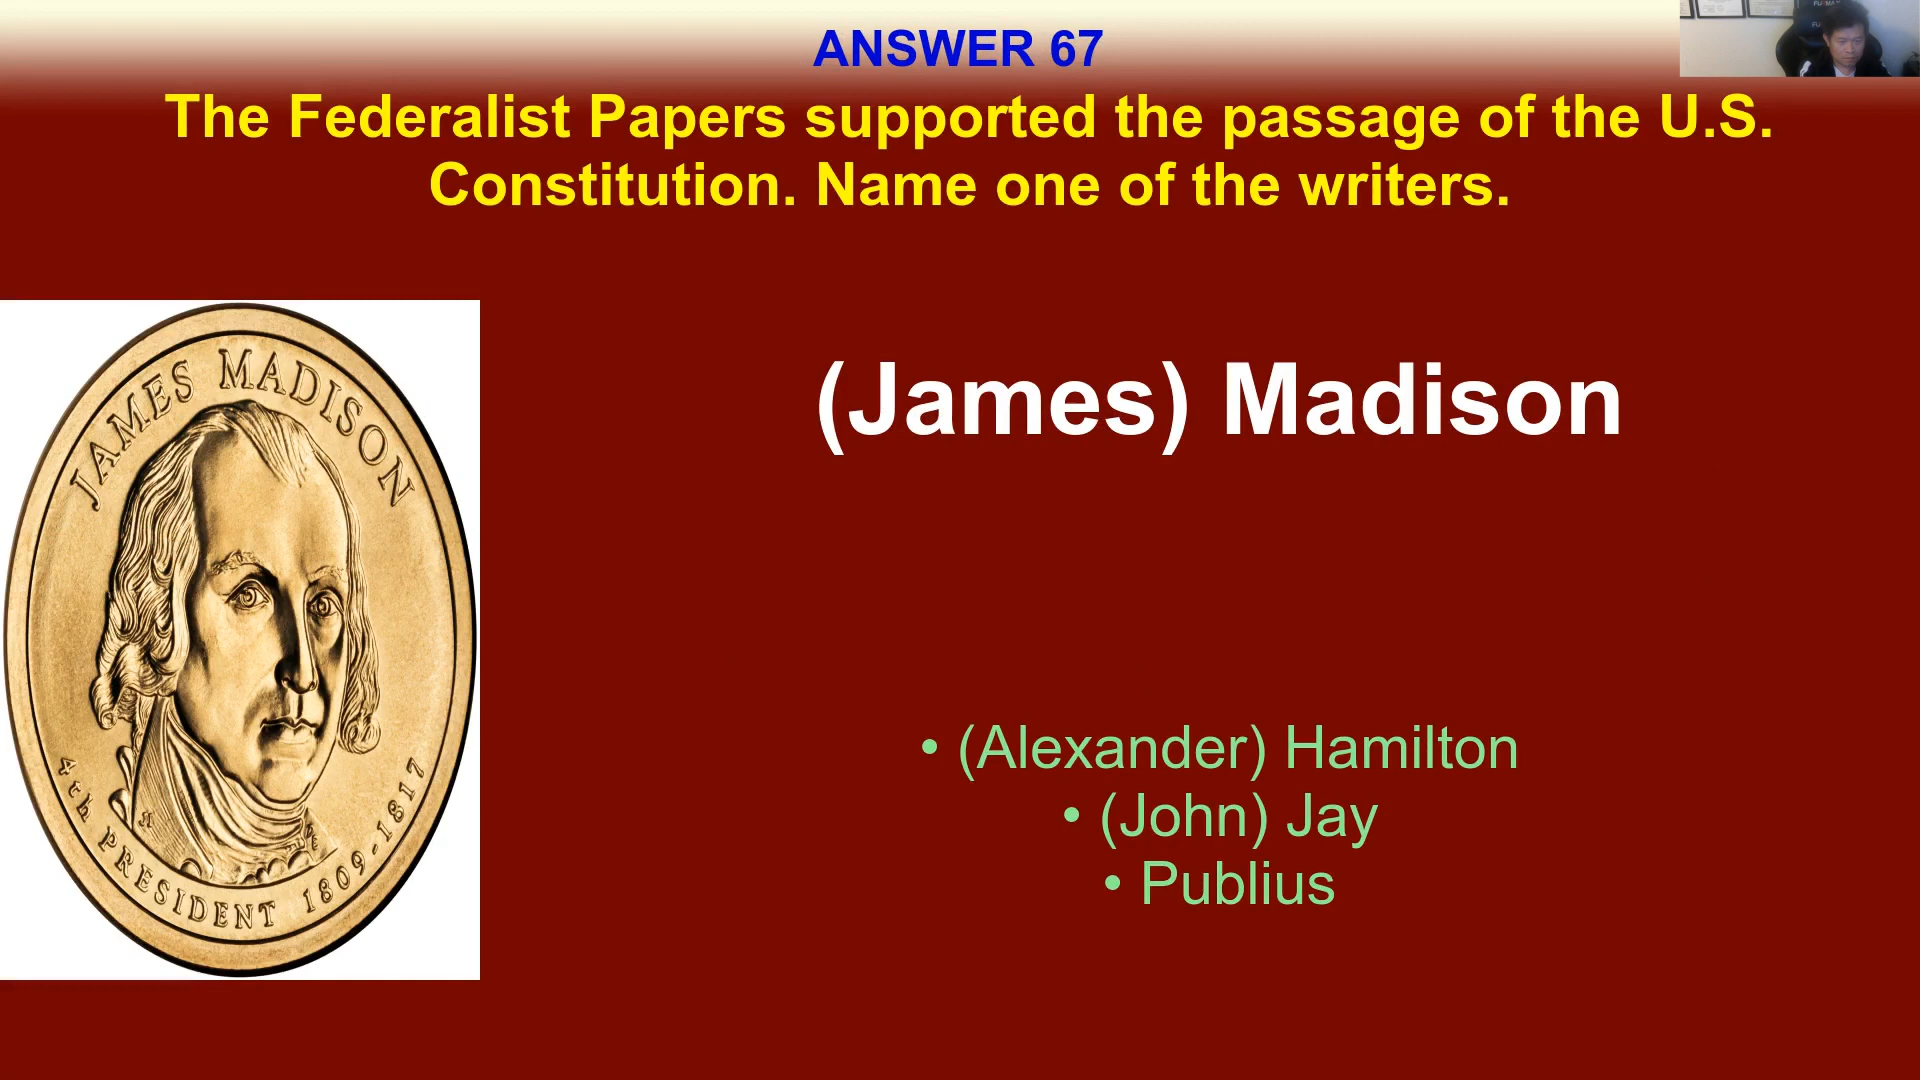 ANSWER 67
The Federalist Papers supported the passage of the U.S.
Constitution. Name one of the writers.
JAMES MADISON
4th PRESIDENT 1809-1817
(James) Madison
• (Alexander) Hamilton
• (John) Jay
• Publius